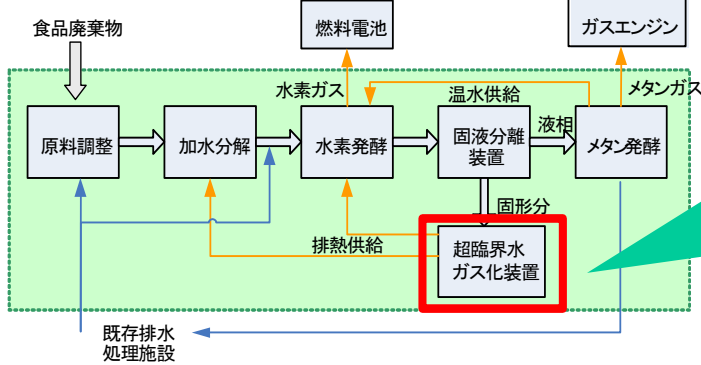 食品廃棄物
燃料電池
ガスエンジン
水素ガス
温水供給
メタンガス
原料調整
加水分解
水素発酵
固液分離
装置
液相
メタン発酵
固形分
排熱供給
超臨界水
ガス化装置
既存排水
処理施設